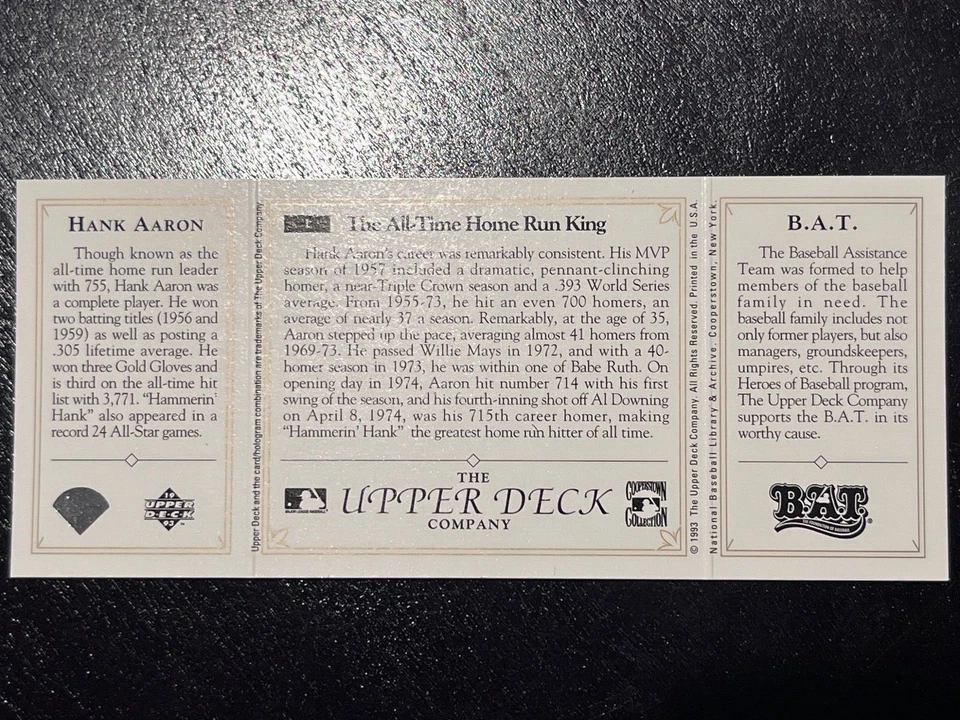 HANK AARON
Though known as the
all-time home run leader
with 755, Hank Aaron was
a complete player. He won
two batting titles (1956 and
1959) as well as posting a
.305 lifetime average. He
won three Gold Gloves and
is third on the all-time hit
list with 3,771. “Hammerin’
Hank” also appeared in a
record 24 All-Star games.
19
UPPER
DECK
93
Upper Deck and the card/hologram combination are trademarks of The Upper Deck Company
The All-Time Home Run King
Hank Aaron's career was remarkably consistent. His MVP
season of 1957 included a dramatic, pennant-clinching
homer, a near-Triple Crown season and a .393 World Series
average. From 1955-73, he hit an even 700 homers, an
average of nearly 37 a season. Remarkably, at the age of 35,
Aaron stepped up the pace, averaging almost 41 homers from
1969-73. He passed Willie Mays in 1972, and with a 40-
homer season in 1973, he was within one of Babe Ruth. On
opening day in 1974, Aaron hit number 714 with his first
swing of the season, and his fourth-inning shot off Al Downing
on April 8, 1974, was his 715th career homer, making
“Hammerin’ Hank” the greatest home run hitter of all time.
MAJOR LEAGUE BASEBALL
THE
UPPER DECK
COMPANY
COOPERSTOWN
COLLECTION
© 1993 The Upper Deck Company. All Rights Reserved. Printed in the U.S.A.
National Baseball Library & Archive, Cooperstown, New York.
B.A.T.
The Baseball Assistance
Team was formed to help
members of the baseball
family in need. The
baseball family includes not
only former players, but also
managers, groundskeepers,
umpires, etc. Through its
Heroes of Baseball program,
The Upper Deck Company
supports the B.A.T. in its
worthy cause.
B.A.T.